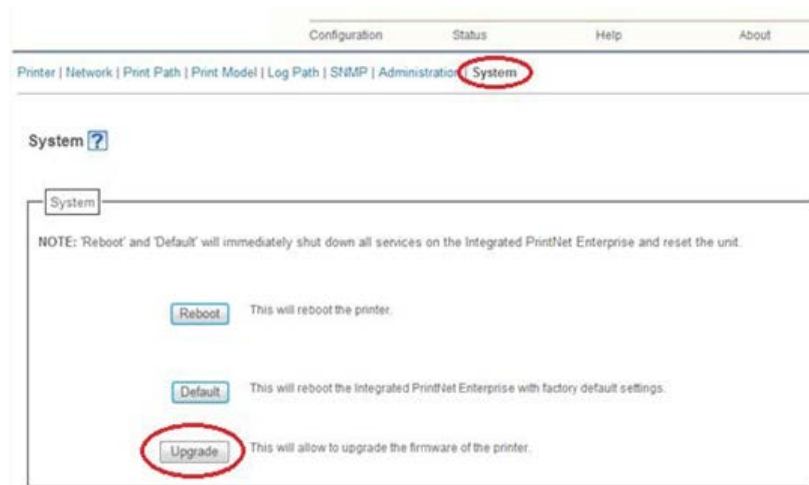 Configuration Status Help About
Printer | Network | Print Path | Print Model | Log Path | SNMP | Administration | System
System ?
System
NOTE: 'Reboot' and 'Default' will immediately shut down all services on the Integrated PrintNet Enterprise and reset the unit.
Reboot This will reboot the printer.
Default This will reboot the Integrated PrintNet Enterprise with factory default settings.
Upgrade This will allow to upgrade the firmware of the printer.